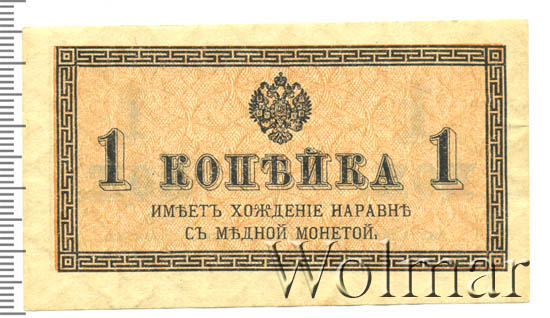 1 КОПѢЙКА 1
ИМѢЕТЪ ХОЖДЕНІЕ НАРАВНѢ
СЪ МѢДНОЙ МОНЕТОЙ.
Wolmar